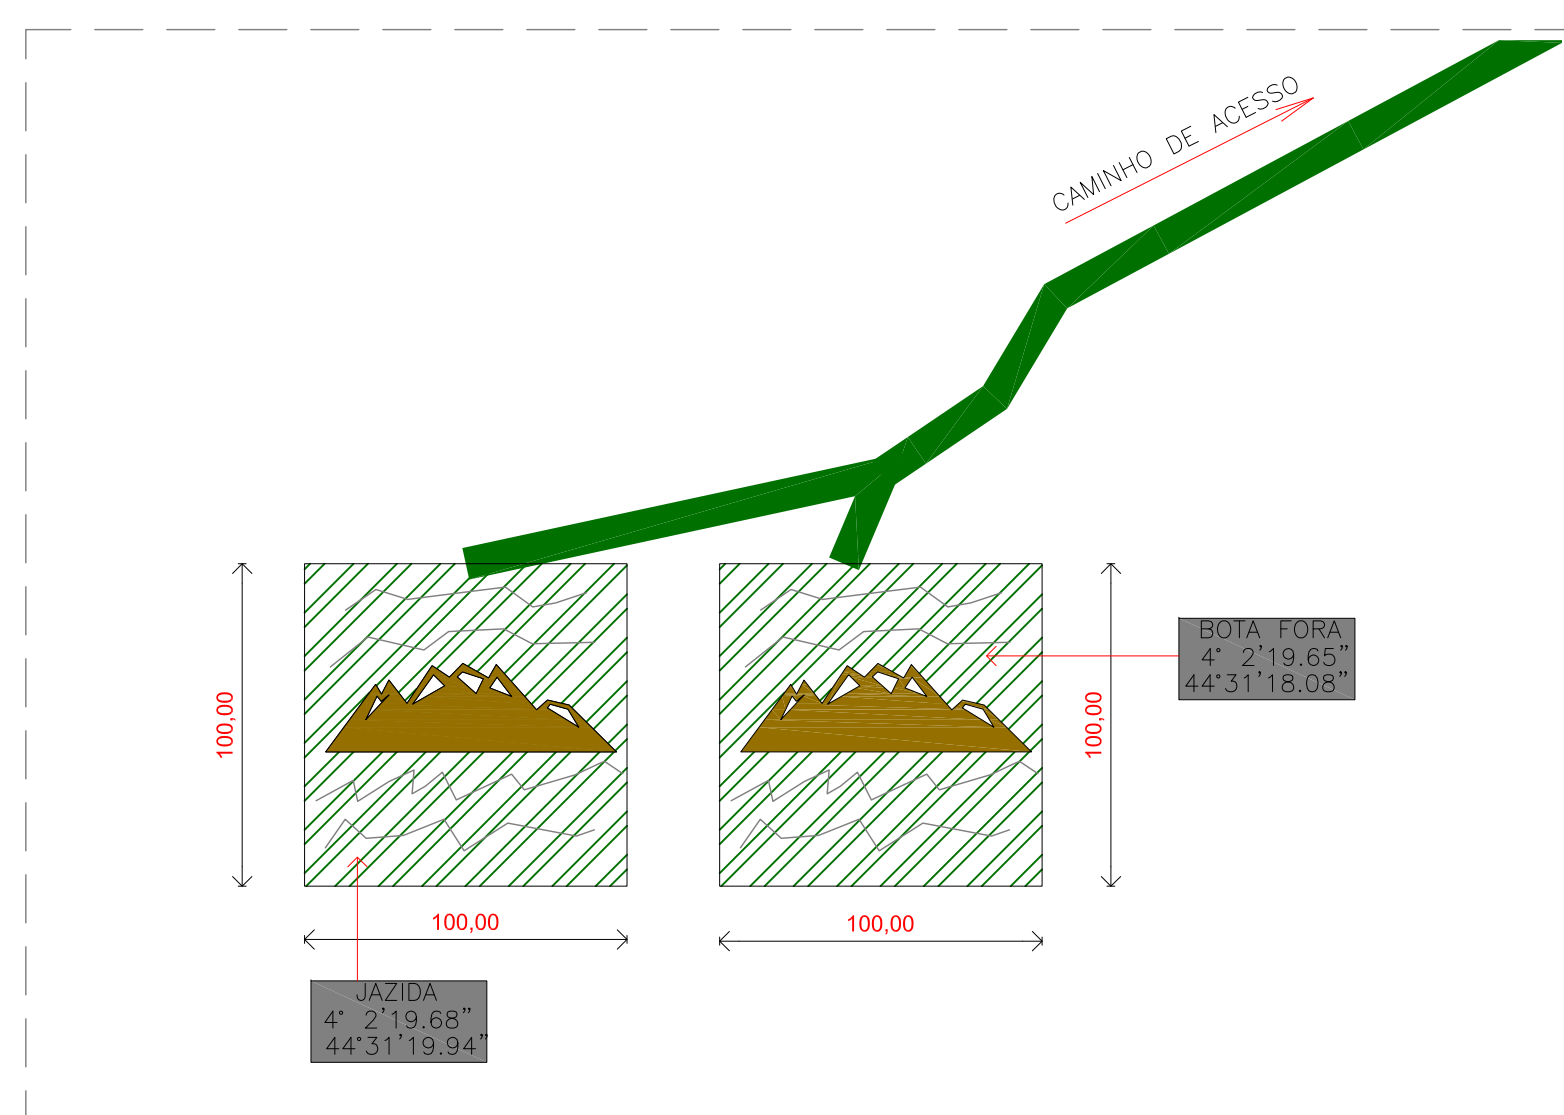 CAMINHO DE ACESSO
BOTA FORA
4° 2'19.65"
44°31'18.08"
100,00
100,00
100,00
100,00
JAZIDA
4° 2'19.68"
44°31'19.94"